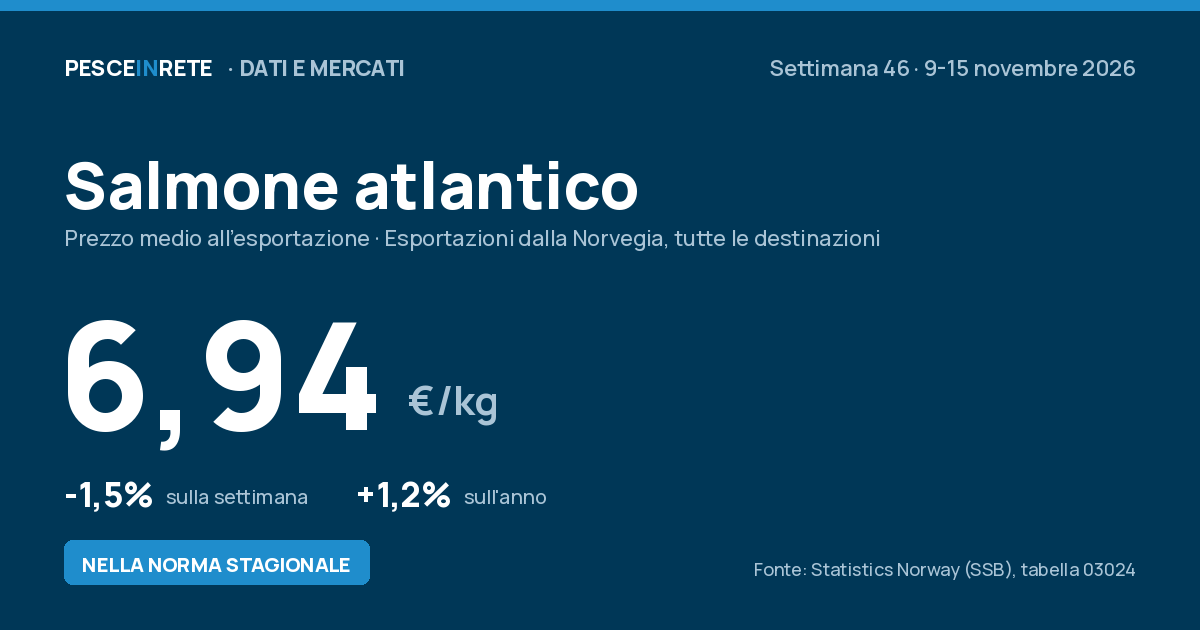 PESCEINRETE · DATI E MERCATI
Settimana 46 · 9-15 novembre 2026
Salmone atlantico
Prezzo medio all'esportazione · Esportazioni dalla Norvegia, tutte le destinazioni
6,94 €/kg
-1,5% sulla settimana +1,2% sull'anno
NELLA NORMA STAGIONALE
Fonte: Statistics Norway (SSB), tabella 03024